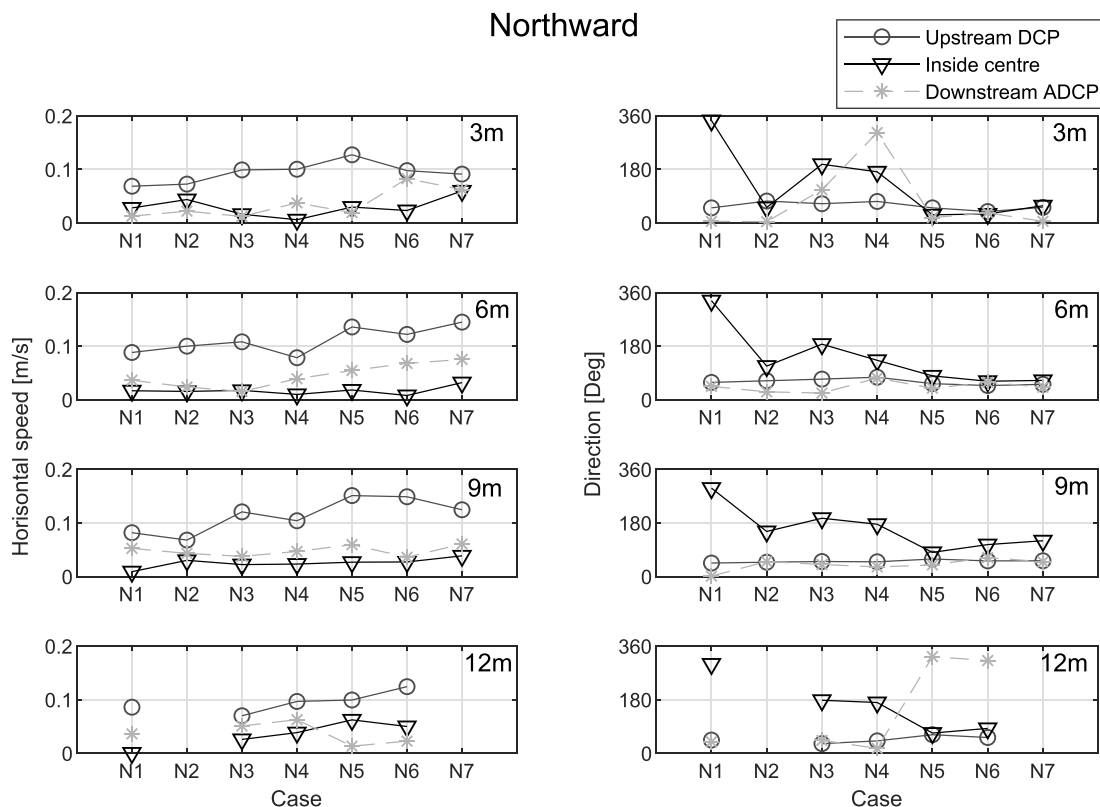 Northward
Upstream DCP
Inside centre
Downstream ADCP
0.2
0.1
0
3m
N1 N2 N3 N4 N5 N6 N7
360
180
0
3m
N1 N2 N3 N4 N5 N6 N7
0.2
0.1
0
6m
N1 N2 N3 N4 N5 N6 N7
360
180
0
6m
N1 N2 N3 N4 N5 N6 N7
Horisontal speed [m/s]
Direction [Deg]
0.2
0.1
0
9m
N1 N2 N3 N4 N5 N6 N7
360
180
0
9m
N1 N2 N3 N4 N5 N6 N7
0.2
0.1
0
12m
N1 N2 N3 N4 N5 N6 N7
Case
360
180
0
12m
N1 N2 N3 N4 N5 N6 N7
Case